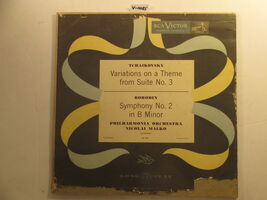 RCA VICTOR
TCHAIKOVSKY
Variations on a Theme
from Suite No. 3
BORODIN
Symphony No. 2
in B Minor
PHILHARMONIA ORCHESTRA
NICOLAI MALKO